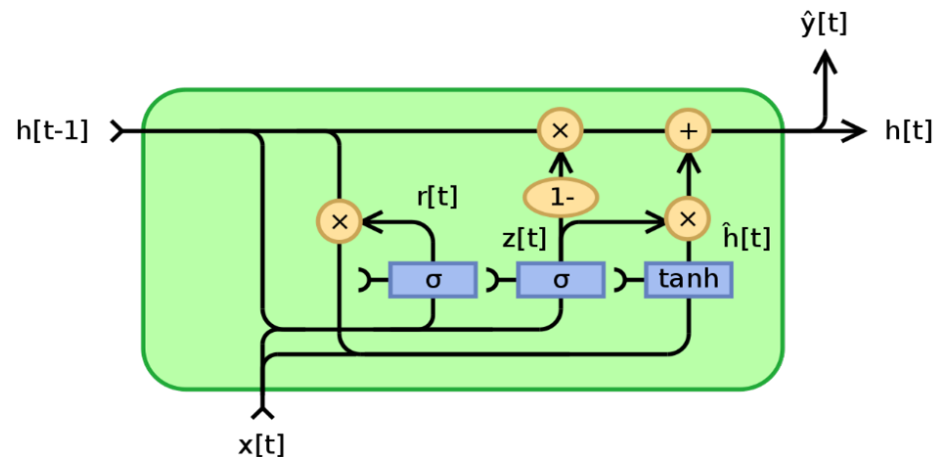 ŷ[t]
h[t-1]
×
+
h[t]
1-
r[t]
×
×
z[t]
ĥ[t]
σ
σ
tanh
x[t]